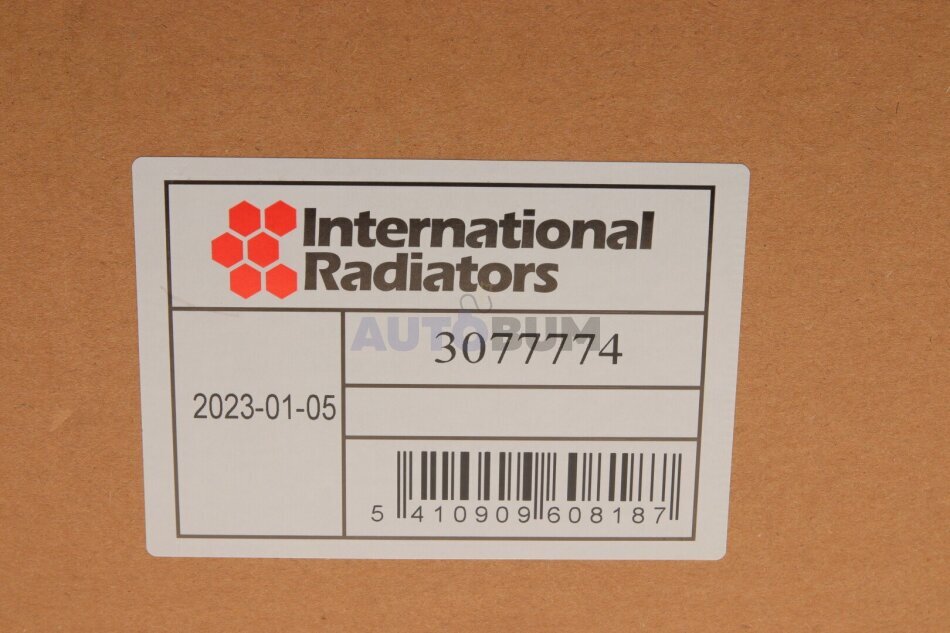 International
Radiators
AUTOBUM
3077774
2023-01-05
5 410909 608187